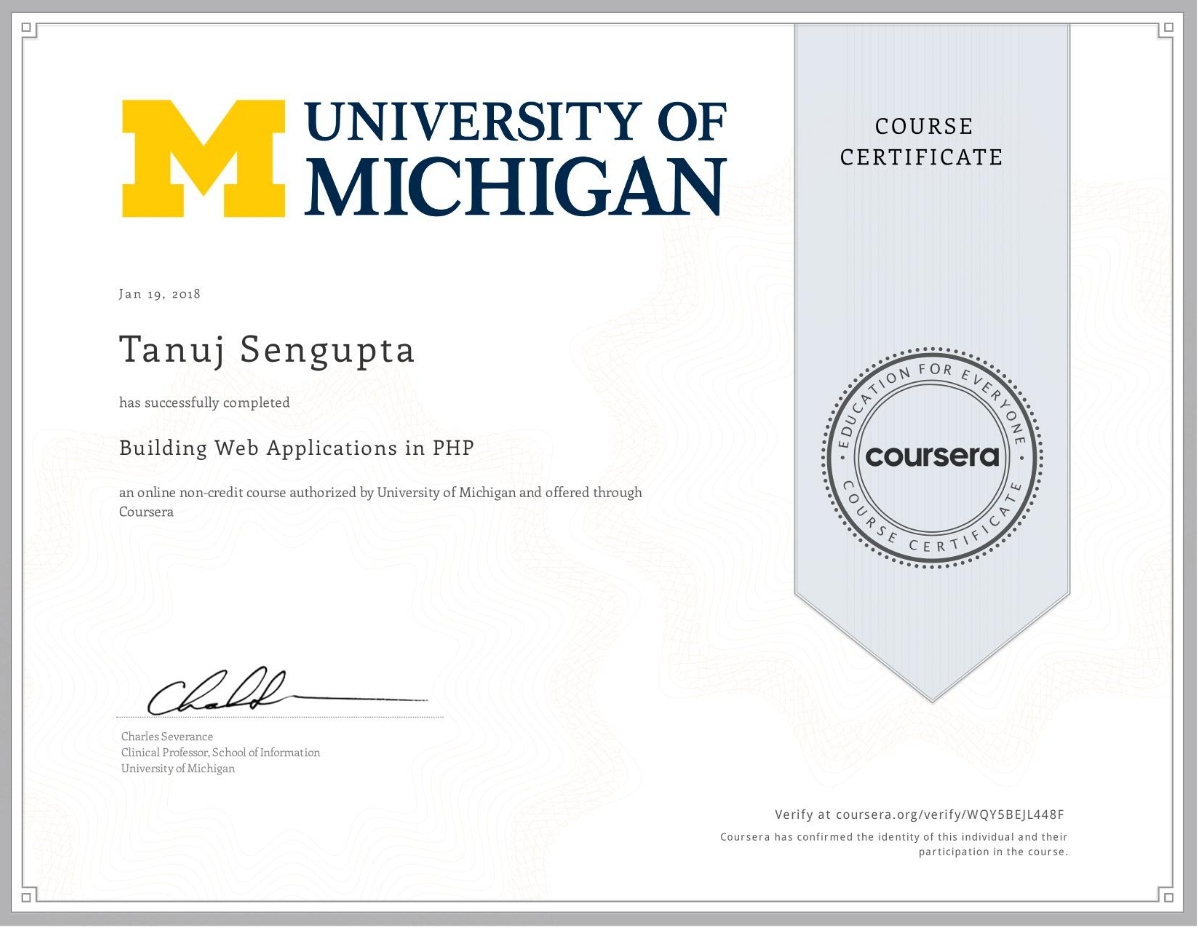 UNIVERSITY OF
MICHIGAN
COURSE
CERTIFICATE
Jan 19, 2018
Tanuj Sengupta
has successfully completed
Building Web Applications in PHP
an online non-credit course authorized by University of Michigan and offered through
Coursera
EDUCATION FOR EVERYONE
coursera
COURSE CERTIFICATE
Charles Severance
Clinical Professor, School of Information
University of Michigan
Verify at coursera.org/verify/WQY5BEJL448F
Coursera has confirmed the identity of this individual and their
participation in the course.